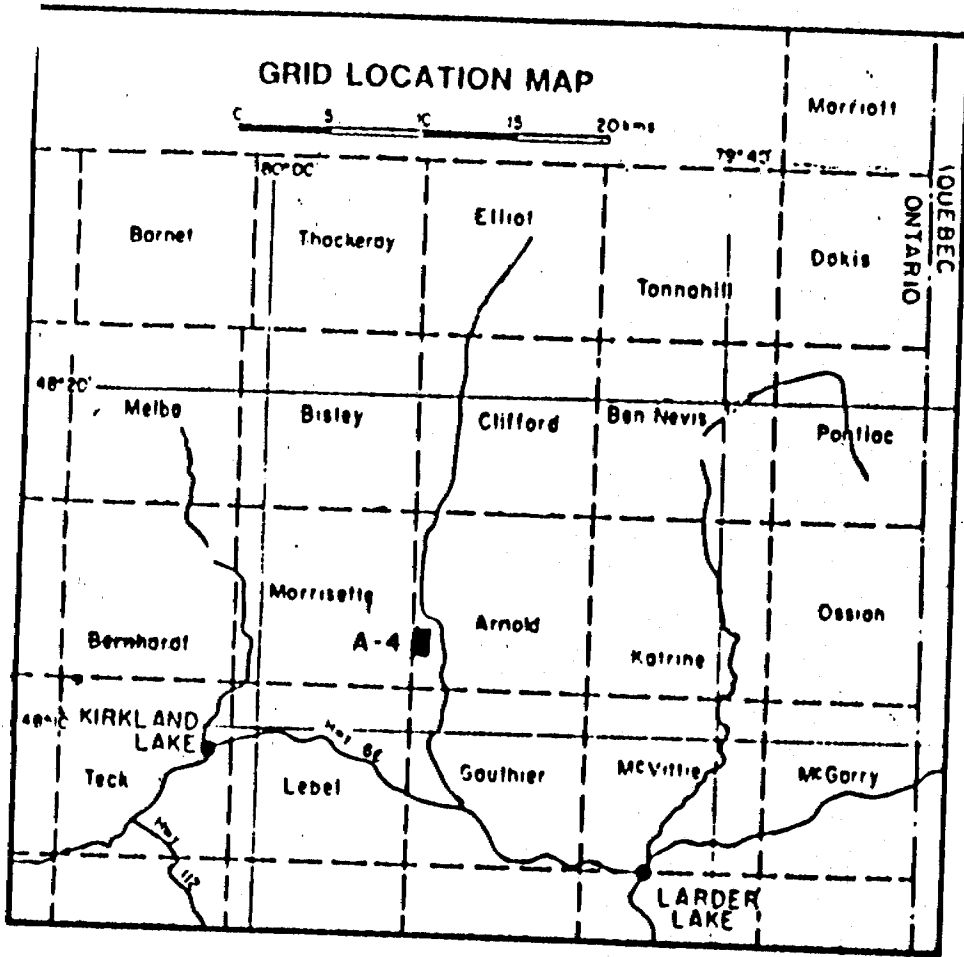 GRID LOCATION MAP
0 5 10 15 20 kms
Marriott
79°45'
80°00'
QUEBEC
ONTARIO
Elliot
Barnet
Thackeray
Dokis
Tannahill
48°20'
Melba
Bisley
Clifford
Ben Nevis
Pontiac
Morrisette
Arnold
Ossian
A-4
Bernhardt
Katrine
KIRKLAND
LAKE
Hwy 66
Teck
Lebel
Gauthier
McVittie
McGarry
Hwy 112
LARDER
LAKE